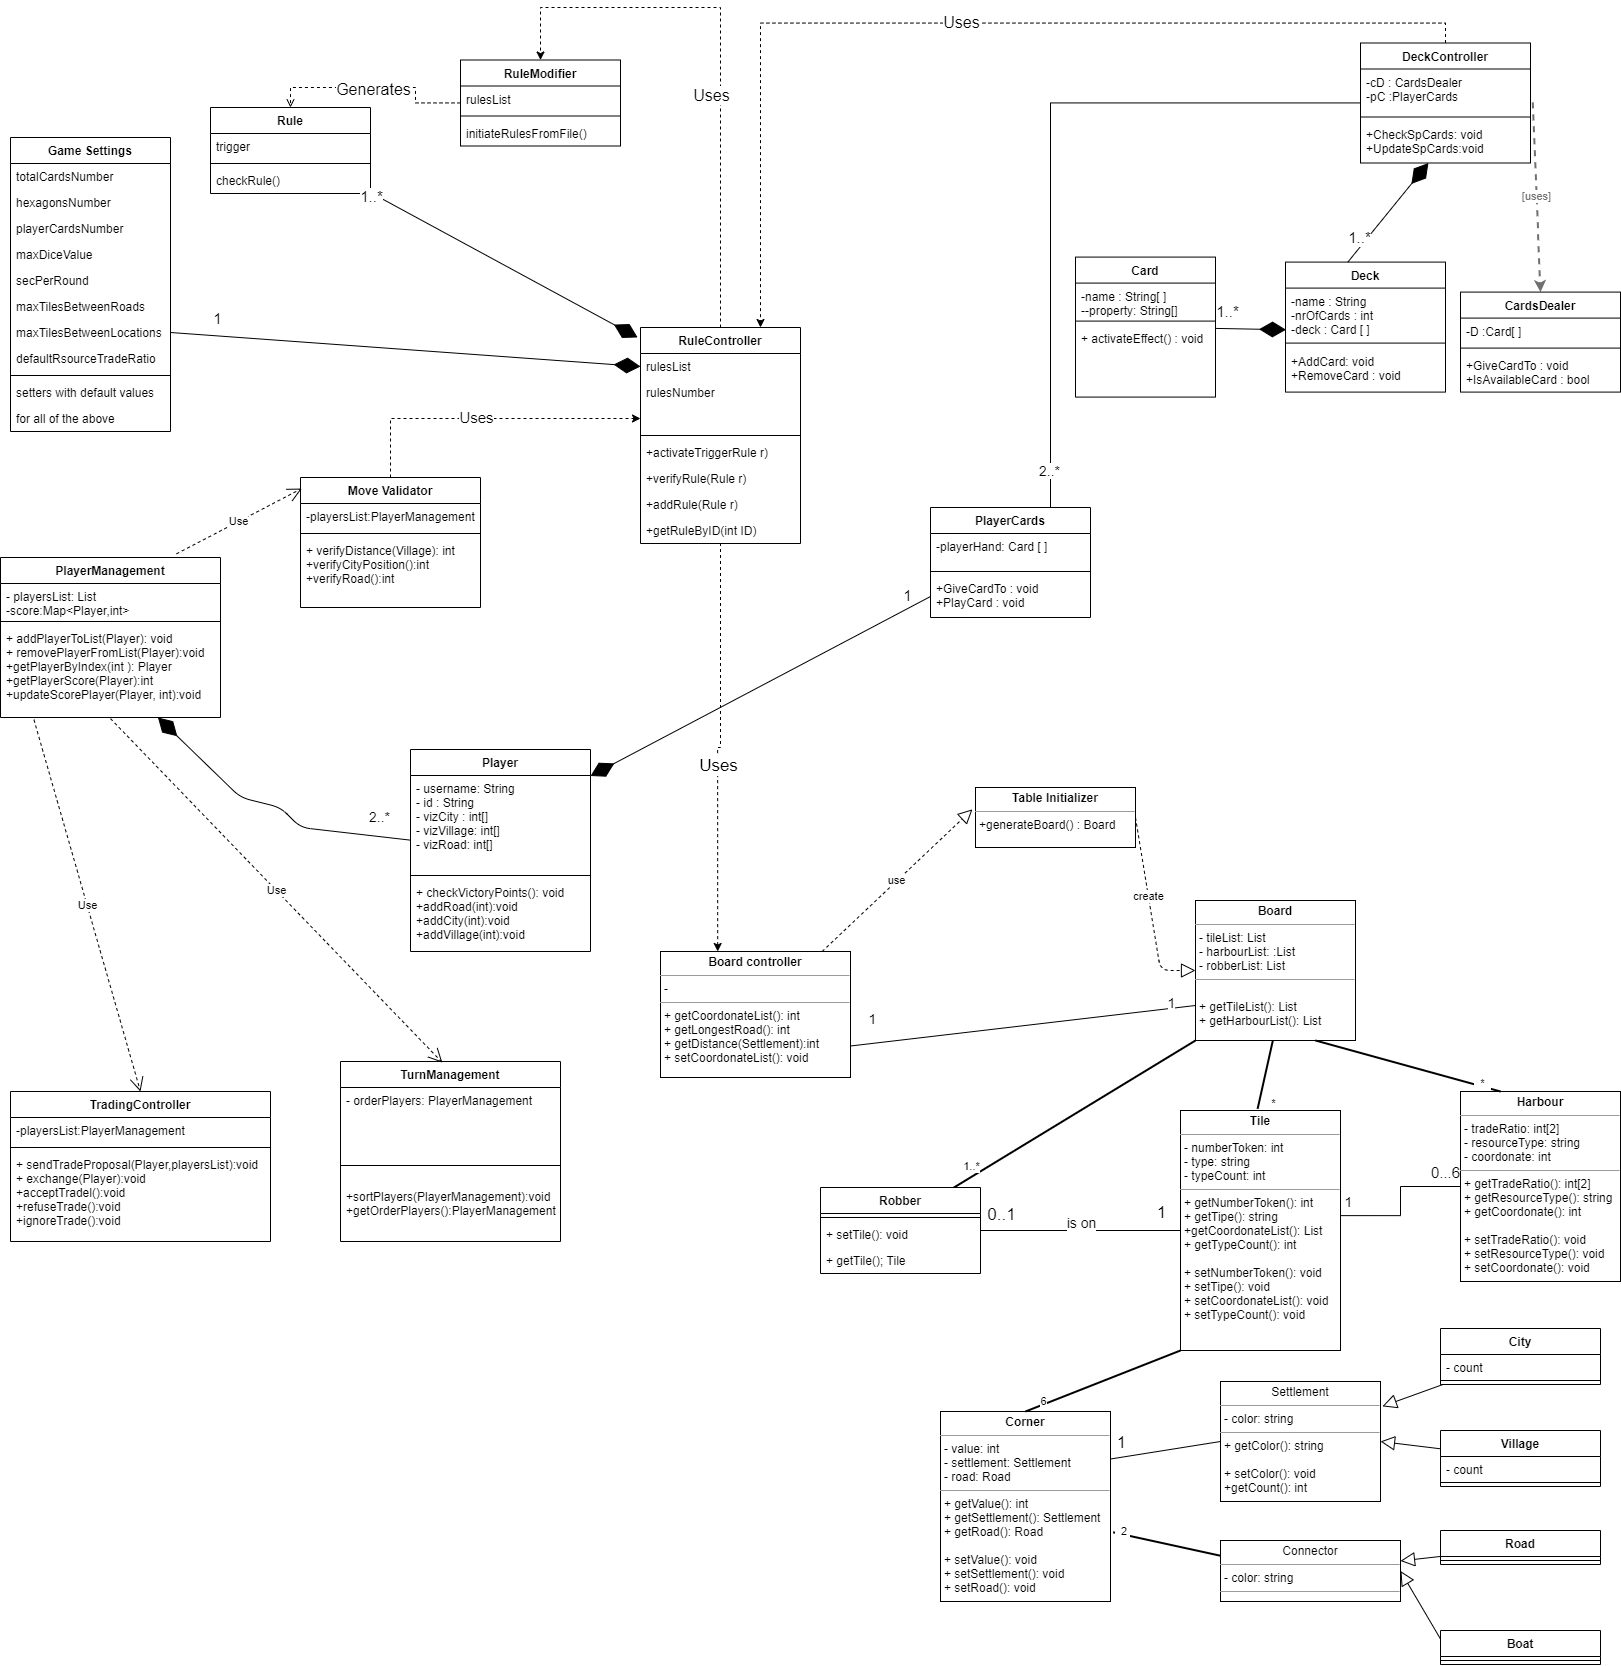 Uses
DeckController
-cD : CardsDealer
-pC :PlayerCards
+CheckSpCards: void
+UpdateSpCards:void
RuleModifier
rulesList
initiateRulesFromFile()
Generates
Uses
Rule
trigger
checkRule()
1..*
Game Settings
totalCardsNumber
hexagonsNumber
playerCardsNumber
maxDiceValue
secPerRound
maxTilesBetweenRoads
maxTilesBetweenLocations
defaultRsourceTradeRatio
setters with default values
for all of the above
1
[uses]
1..*
Card
-name : String[ ]
--property: String[]
+ activateEffect() : void
1..*
Deck
-name : String
-nrOfCards : int
-deck : Card [ ]
+AddCard: void
+RemoveCard : void
CardsDealer
-D :Card[ ]
+GiveCardTo : void
+IsAvailableCard : bool
RuleController
rulesList
rulesNumber
+activateTriggerRule r)
+verifyRule(Rule r)
+addRule(Rule r)
+getRuleByID(int ID)
Uses
Move Validator
-playersList:PlayerManagement
+ verifyDistance(Village): int
+verifyCityPosition():int
+verifyRoad():int
Use
2..*
PlayerCards
-playerHand: Card [ ]
+GiveCardTo : void
+PlayCard : void
1
PlayerManagement
- playersList: List
-score:Map<Player,int>
+ addPlayerToList(Player): void
+ removePlayerFromList(Player):void
+getPlayerByIndex(int ): Player
+getPlayerScore(Player):int
+updateScorePlayer(Player, int):void
2..*
Player
- username: String
- id : String
- vizCity : int[]
- vizVillage: int[]
- vizRoad: int[]
+ checkVictoryPoints(): void
+addRoad(int):void
+addCity(int):void
+addVillage(int):void
Uses
Table Initializer
+generateBoard() : Board
use
create
Use
Use
Board
- tileList: List
- harbourList: :List
- robberList: List
+ getTileList(): List
+ getHarbourList(): List
Board controller
-
+ getCoordonateList(): int
+ getLongestRoad(): int
+ getDistance(Settlement):int
+ setCoordonateList(): void
1
1
TradingController
-playersList:PlayerManagement
+ sendTradeProposal(Player,playersList):void
+ exchange(Player):void
+acceptTradeI():void
+refuseTrade():void
+ignoreTrade():void
TurnManagement
- orderPlayers: PlayerManagement
+sortPlayers(PlayerManagement):void
+getOrderPlayers():PlayerManagement
1..*
*
*
Robber
+ setTile(): void
+ getTile(); Tile
0..1
is on
1
Tile
- numberToken: int
- type: string
- typeCount: int
+ getNumberToken(): int
+ getTipe(): string
+getCoordonateList(): List
+ getTypeCount(): int
+ setNumberToken(): void
+ setTipe(): void
+ setCoordonateList(): void
+ setTypeCount(): void
1
0...6
Harbour
- tradeRatio: int[2]
- resourceType: string
- coordonate: int
+ getTradeRatio(): int[2]
+ getResourceType(): string
+ getCoordonate(): int
+ setTradeRatio(): void
+ setResourceType(): void
+ setCoordonate(): void
6
Corner
- value: int
- settlement: Settlement
- road: Road
+ getValue(): int
+ getSettlement(): Settlement
+ getRoad(): Road
+ setValue(): void
+ setSettlement(): void
+ setRoad(): void
1
2
Settlement
- color: string
+ getColor(): string
+ setColor(): void
+getCount(): int
City
- count
Village
- count
Connector
- color: string
Road
Boat